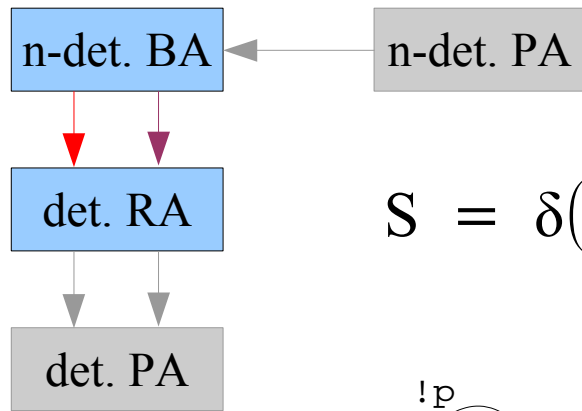 n-det. BA
n-det. PA
det. RA
S = δ(
det. PA
!p